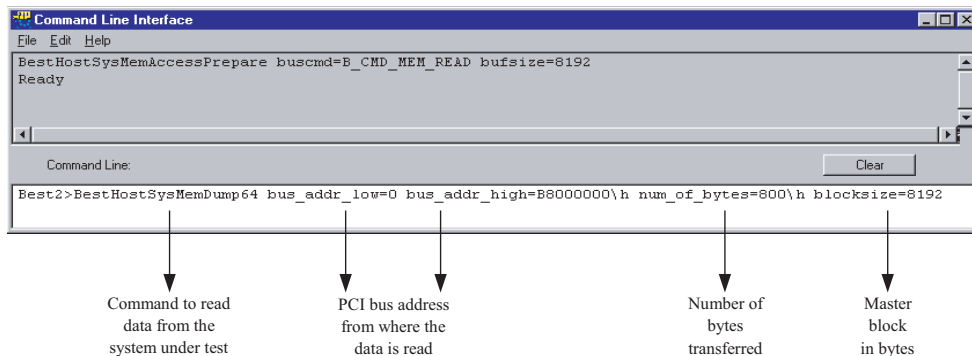 Command Line Interface
File Edit Help
BestHostSysMemAccessPrepare buscmd=B_CMD_MEM_READ bufsize=8192
Ready
Command Line:
Clear
Best2>BestHostSysMemDump64 bus_addr_low=0 bus_addr_high=B8000000\h num_of_bytes=800\h blocksize=8192
Command to read
data from the
system under test
PCI bus address
from where the
data is read
Number of
bytes
transferred
Master
block
in bytes